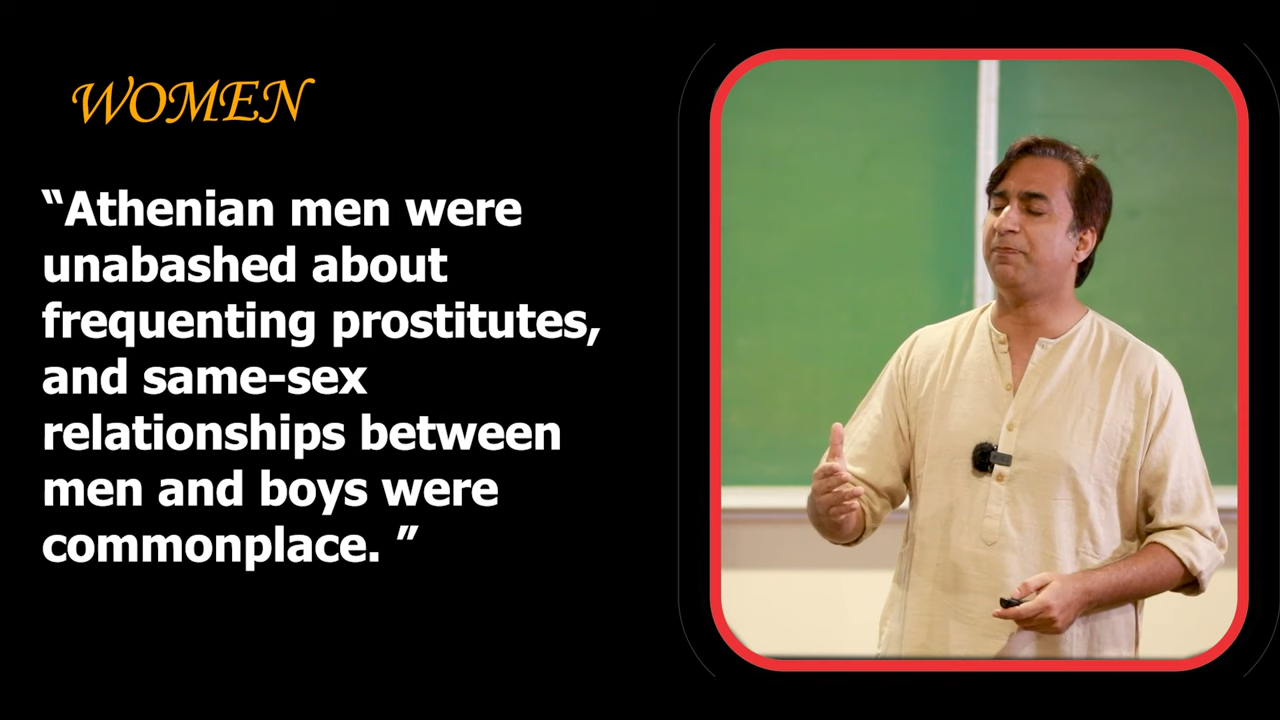 WOMEN
“Athenian men were
unabashed about
frequenting prostitutes,
and same-sex
relationships between
men and boys were
commonplace. ”